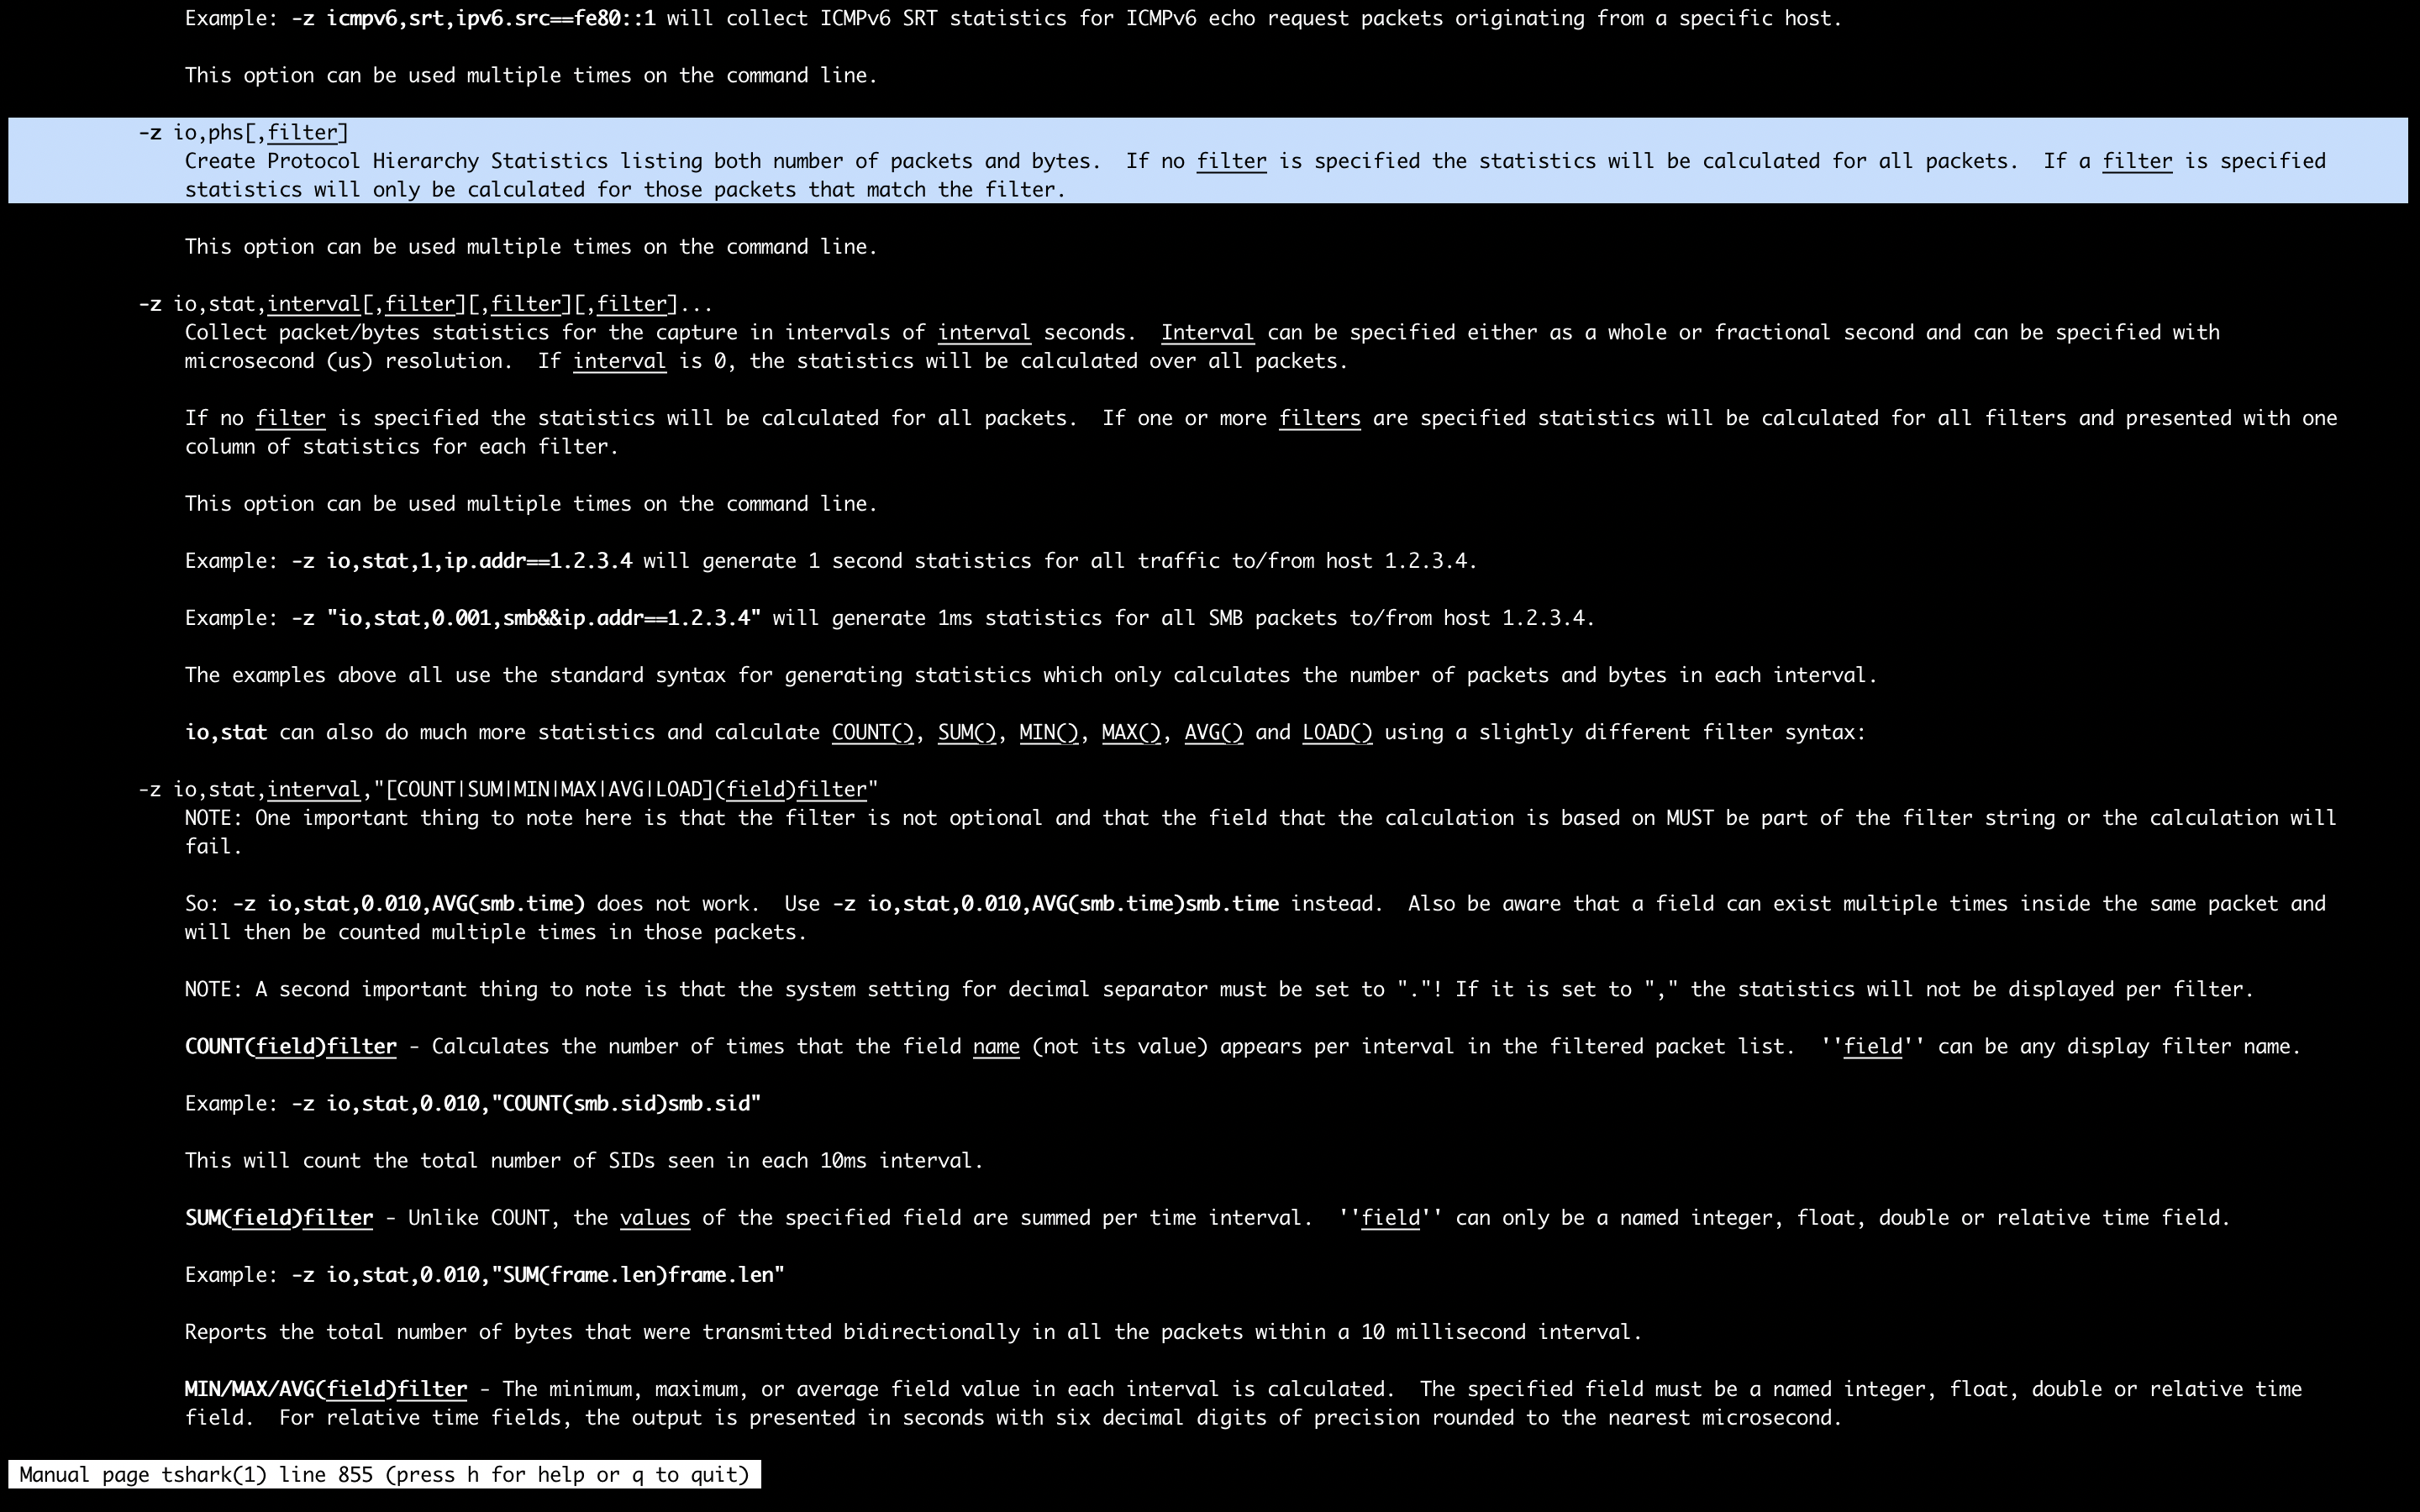 Example: -z icmpv6,srt,ipv6.src==fe80::1 will collect ICMPv6 SRT statistics for ICMPv6 echo request packets originating from a specific host.
This option can be used multiple times on the command line.
-z io,phs[,filter]
Create Protocol Hierarchy Statistics listing both number of packets and bytes.  If no filter is specified the statistics will be calculated for all packets.  If a filter is specified
statistics will only be calculated for those packets that match the filter.
This option can be used multiple times on the command line.
-z io,stat,interval[,filter][,filter][,filter]...
Collect packet/bytes statistics for the capture in intervals of interval seconds.  Interval can be specified either as a whole or fractional second and can be specified with
microsecond (us) resolution.  If interval is 0, the statistics will be calculated over all packets.
If no filter is specified the statistics will be calculated for all packets.  If one or more filters are specified statistics will be calculated for all filters and presented with one
column of statistics for each filter.
This option can be used multiple times on the command line.
Example: -z io,stat,1,ip.addr==1.2.3.4 will generate 1 second statistics for all traffic to/from host 1.2.3.4.
Example: -z "io,stat,0.001,smb&&ip.addr==1.2.3.4" will generate 1ms statistics for all SMB packets to/from host 1.2.3.4.
The examples above all use the standard syntax for generating statistics which only calculates the number of packets and bytes in each interval.
io,stat can also do much more statistics and calculate COUNT(), SUM(), MIN(), MAX(), AVG() and LOAD() using a slightly different filter syntax:
-z io,stat,interval,"[COUNT|SUM|MIN|MAX|AVG|LOAD](field)filter"
NOTE: One important thing to note here is that the filter is not optional and that the field that the calculation is based on MUST be part of the filter string or the calculation will
fail.
So: -z io,stat,0.010,AVG(smb.time) does not work.  Use -z io,stat,0.010,AVG(smb.time)smb.time instead.  Also be aware that a field can exist multiple times inside the same packet and
will then be counted multiple times in those packets.
NOTE: A second important thing to note is that the system setting for decimal separator must be set to "."! If it is set to "," the statistics will not be displayed per filter.
COUNT(field)filter - Calculates the number of times that the field name (not its value) appears per interval in the filtered packet list.  ''field'' can be any display filter name.
Example: -z io,stat,0.010,"COUNT(smb.sid)smb.sid"
This will count the total number of SIDs seen in each 10ms interval.
SUM(field)filter - Unlike COUNT, the values of the specified field are summed per time interval.  ''field'' can only be a named integer, float, double or relative time field.
Example: -z io,stat,0.010,"SUM(frame.len)frame.len"
Reports the total number of bytes that were transmitted bidirectionally in all the packets within a 10 millisecond interval.
MIN/MAX/AVG(field)filter - The minimum, maximum, or average field value in each interval is calculated.  The specified field must be a named integer, float, double or relative time
field.  For relative time fields, the output is presented in seconds with six decimal digits of precision rounded to the nearest microsecond.
Manual page tshark(1) line 855 (press h for help or q to quit)